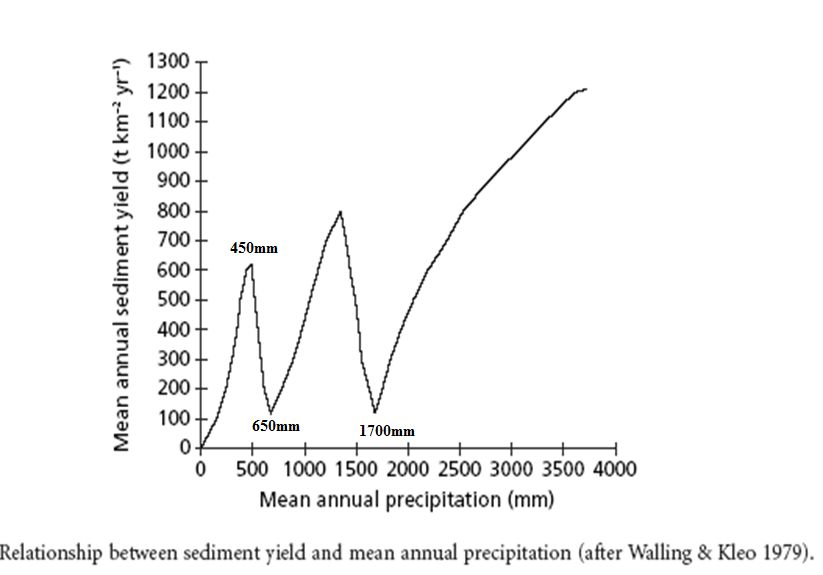 Mean annual sediment yield (t km⁻² yr⁻¹)
1300
1200
1100
1000
900
800
700
600
500
400
300
200
100
0
450mm
650mm
1700mm
0 500 1000 1500 2000 2500 3000 3500 4000
Mean annual precipitation (mm)
Relationship between sediment yield and mean annual precipitation (after Walling & Kleo 1979).